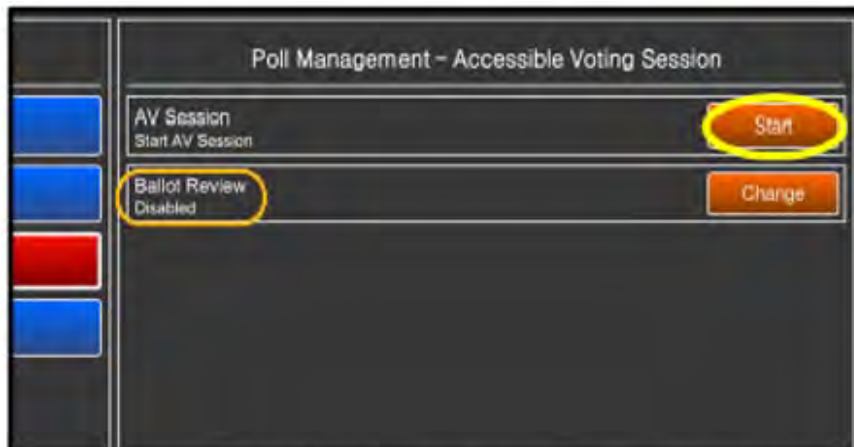 Poll Management - Accessible Voting Session
AV Session
Start AV Session
Start
Ballot Review
Disabled
Change